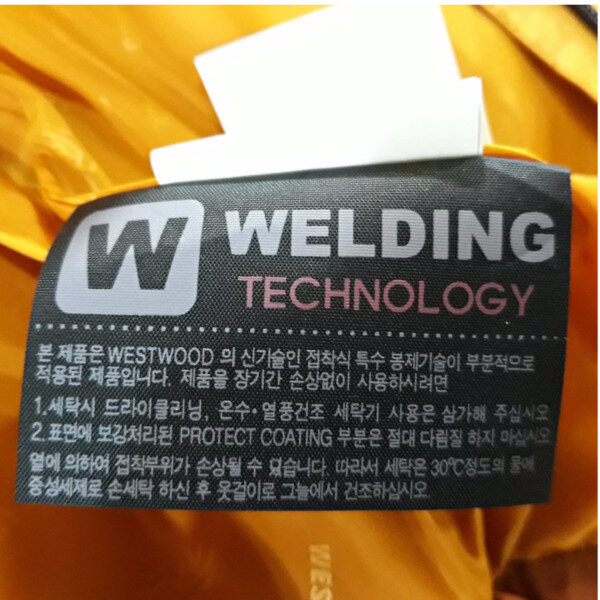 W WELDING
TECHNOLOGY
본 제품은 WESTWOOD 의 신기술인 접착식 특수 봉제기술이 부분적으로
적용된 제품입니다. 제품을 장기간 손상없이 사용하시려면
1.세탁시 드라이클리닝, 온수·열풍건조 세탁기 사용은 삼가해 주십시오
2.표면에 보강처리된 PROTECT COATING 부분은 절대 다림질 하지 마십시오
열에 의하여 접착부위가 손상될 수 있습니다. 따라서 세탁은 30℃정도의 물에
중성세제로 손세탁 하신 후 옷걸이로 그늘에서 건조하십시오.
WES